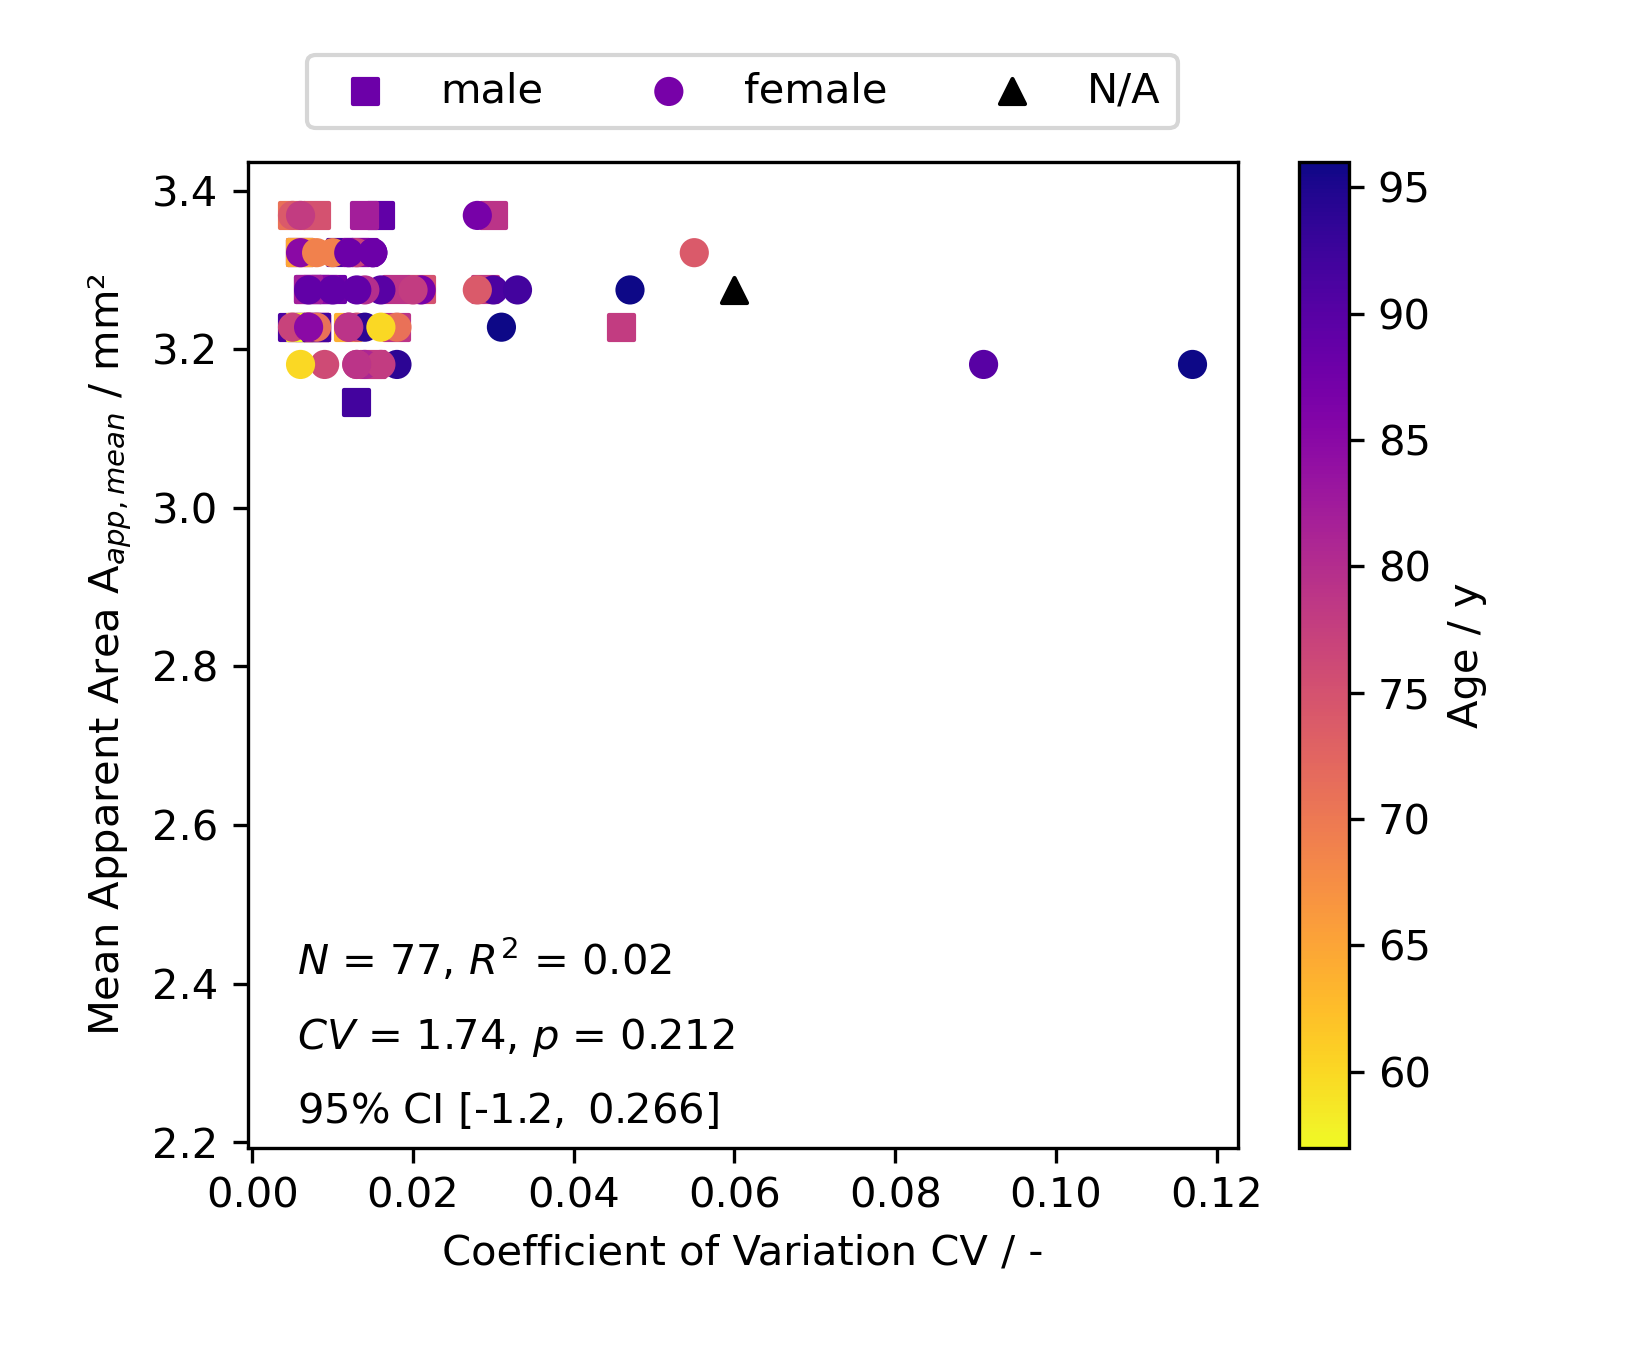 male female N/A
3.4
3.2
3.0
2.8
2.6
2.4
2.2
Mean Apparent Area A_app,mean / mm²
N = 77, R² = 0.02
CV = 1.74, p = 0.212
95% CI [-1.2, 0.266]
0.00 0.02 0.04 0.06 0.08 0.10 0.12
Coefficient of Variation CV / -
95
90
85
80
75
70
65
60
Age / y